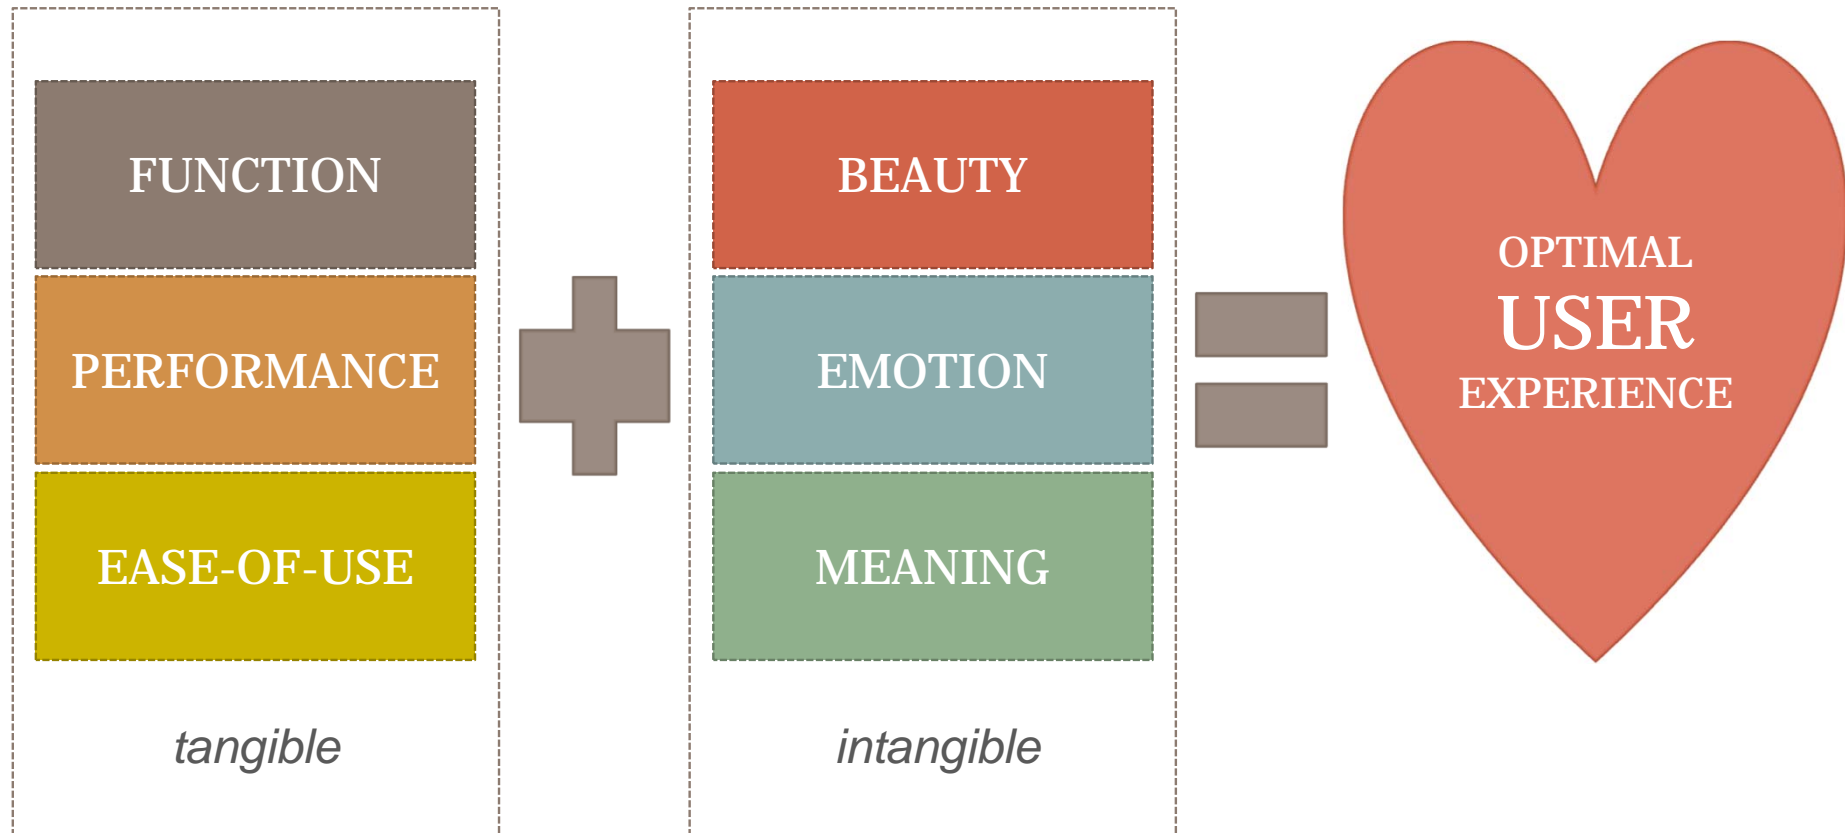 FUNCTION
PERFORMANCE
EASE-OF-USE
tangible
BEAUTY
EMOTION
MEANING
intangible
OPTIMAL
USER
EXPERIENCE